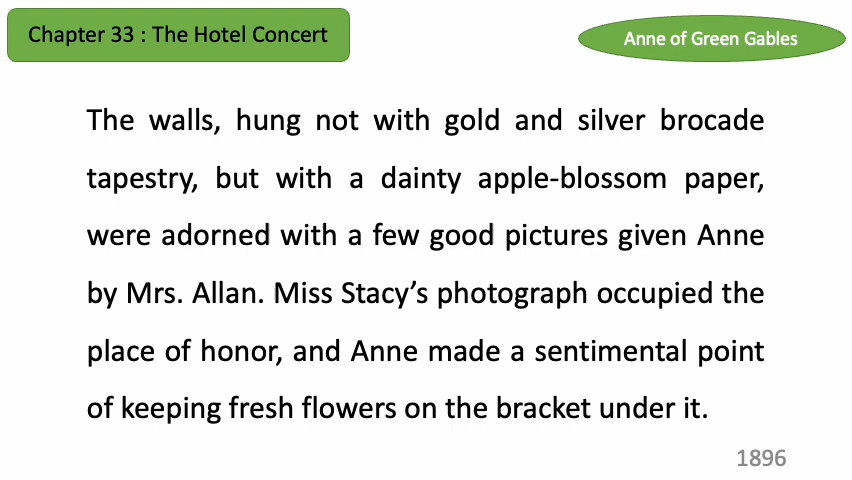 Chapter 33 : The Hotel Concert
Anne of Green Gables
The walls, hung not with gold and silver brocade
tapestry, but with a dainty apple-blossom paper,
were adorned with a few good pictures given Anne
by Mrs. Allan. Miss Stacy’s photograph occupied the
place of honor, and Anne made a sentimental point
of keeping fresh flowers on the bracket under it.
1896